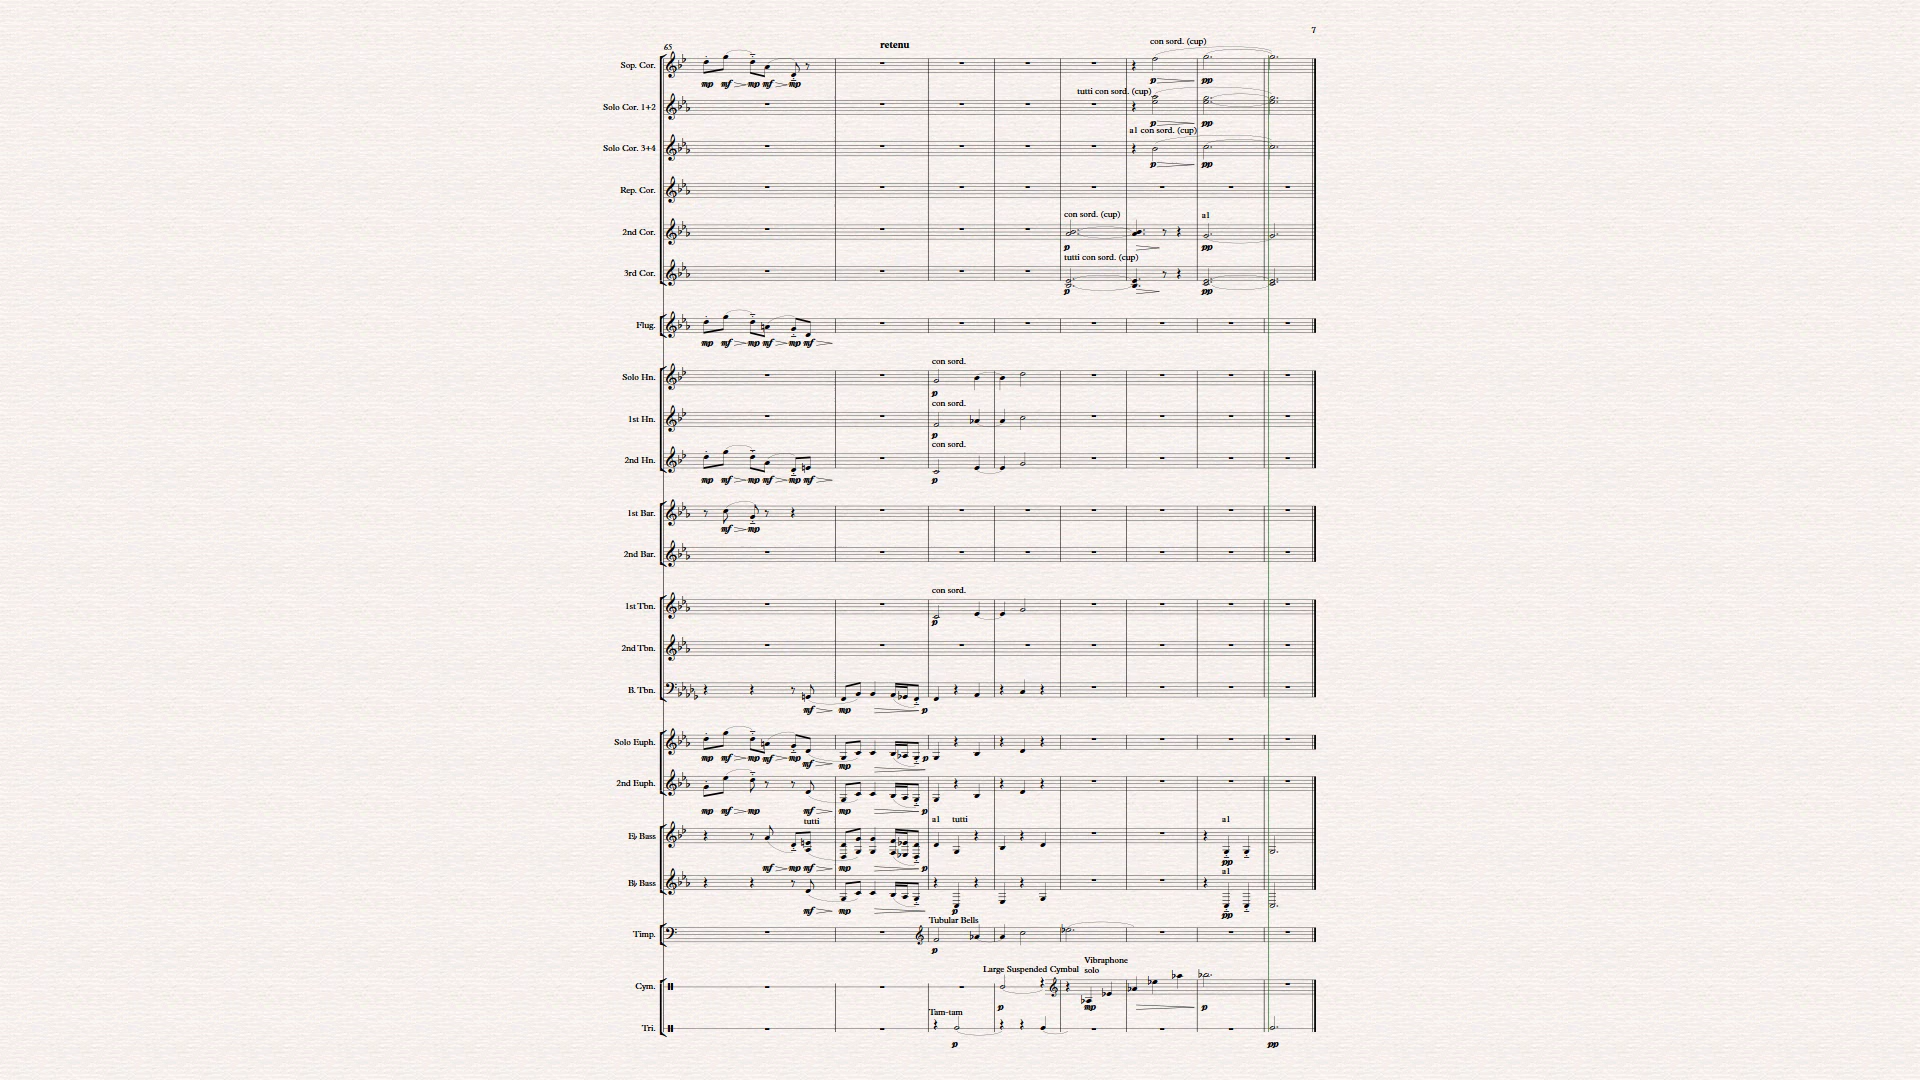 7
65
retenu
con sord. (cup)
Sop. Cor.
mp mf mp mf mp
p pp
tutti con sord. (cup)
Solo Cor. 1+2
p pp
a1 con sord. (cup)
Solo Cor. 3+4
p pp
Rep. Cor.
con sord. (cup) a1
2nd Cor.
p pp
tutti con sord. (cup)
3rd Cor.
p pp
Flug.
mp mf mp mf mp mf
con sord.
Solo Hn.
p
con sord.
1st Hn.
p
con sord.
2nd Hn.
mp mf mp mf mp mf p
1st Bar.
mf mp
2nd Bar.
con sord.
1st Tbn.
p
2nd Tbn.
B. Tbn.
mf mp p
Solo Euph.
mp mf mp mf mp mf mp p
2nd Euph.
mp mf mp mf mp p
tutti a1 tutti a1
E♭ Bass
mf mp mf mp p pp
a1
B♭ Bass
mf mp p pp
Tubular Bells
Timp.
p
Vibraphone
Large Suspended Cymbal solo
Cym.
p mp p
Tam-tam
Tri.
p pp